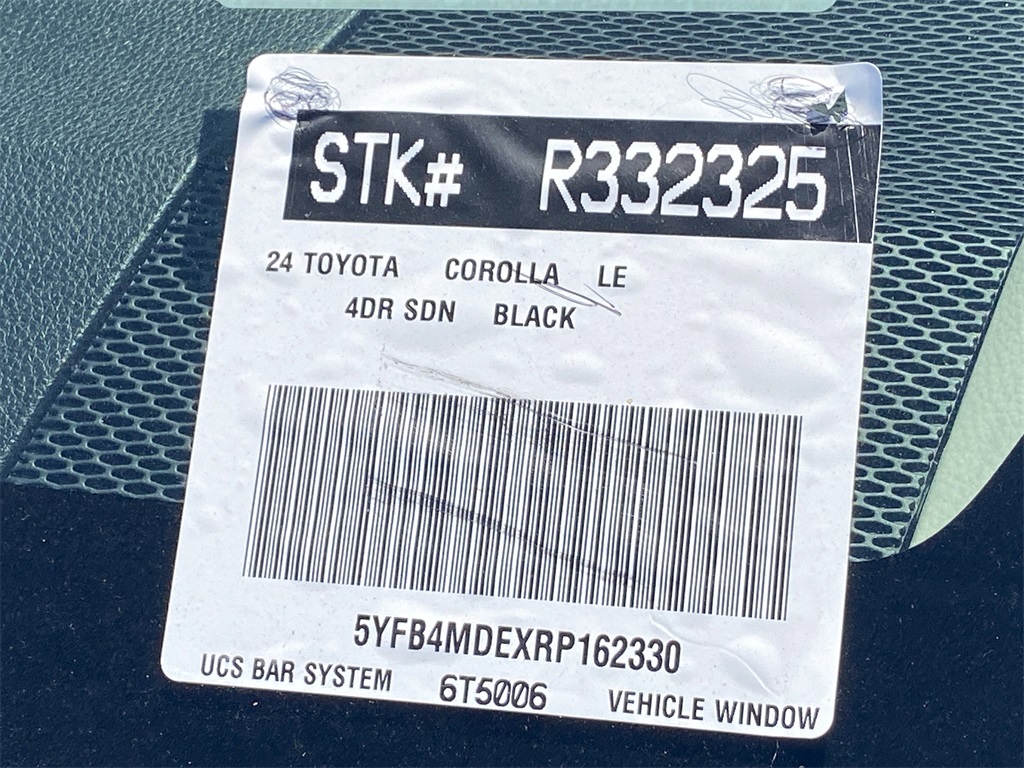 STK# R332325
24 TOYOTA COROLLA LE
4DR SDN BLACK
5YFB4MDEXRP162330
UCS BAR SYSTEM 6T5006 VEHICLE WINDOW